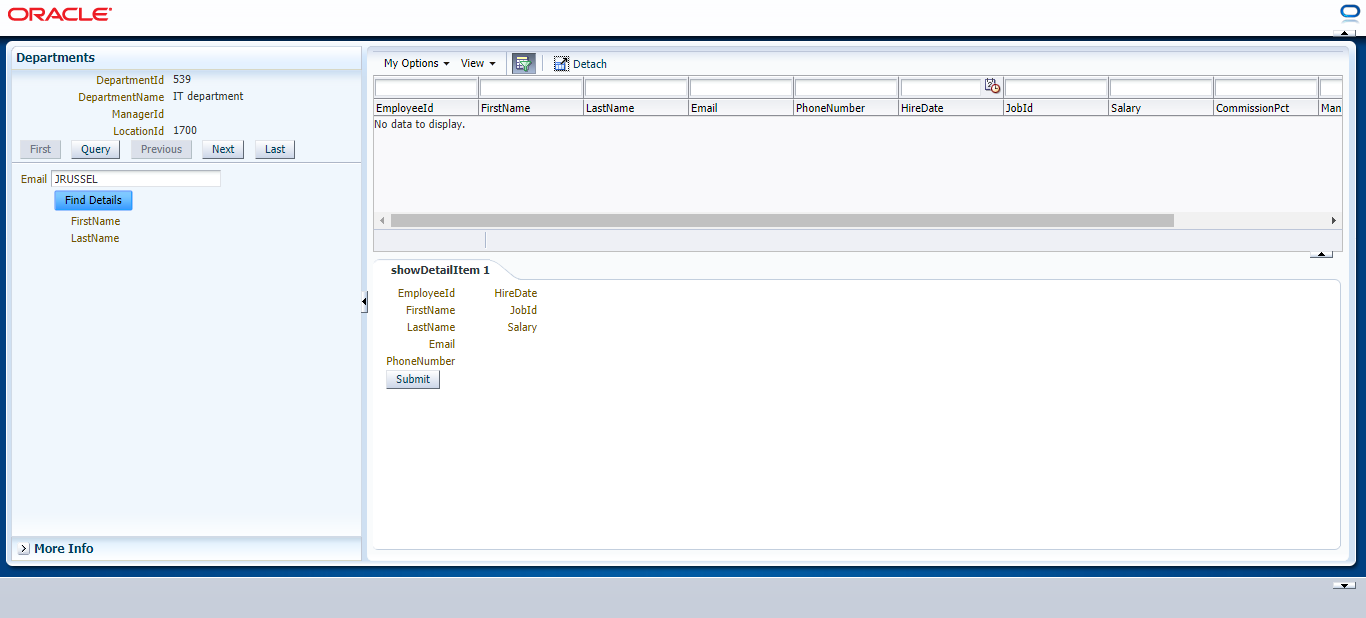 ORACLE
Departments
DepartmentId 539
DepartmentName IT department
ManagerId
LocationId 1700
First Query Previous Next Last
Email JRUSSEL
Find Details
FirstName
LastName
More Info
My Options View Detach
EmployeeId FirstName LastName Email PhoneNumber HireDate JobId Salary CommissionPct Man
No data to display.
showDetailItem 1
EmployeeId HireDate
FirstName JobId
LastName Salary
Email
PhoneNumber
Submit